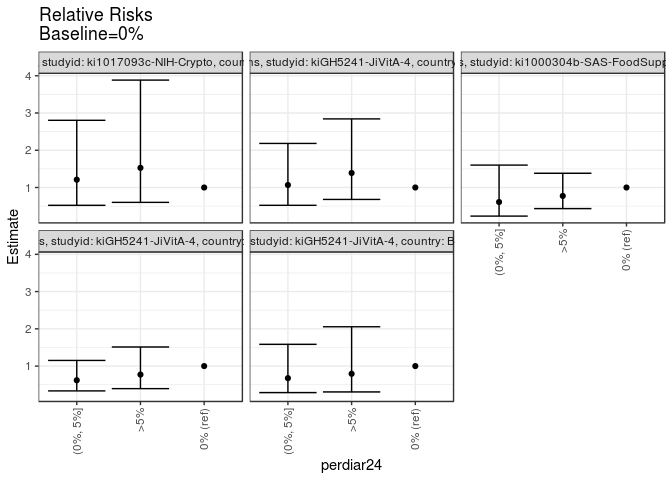 Relative Risks
Baseline=0%
, studyid: ki1017093c-NIH-Crypto, cour
ns, studyid: kiGH5241-JiVitA-4, country
s, studyid: ki1000304b-SAS-FoodSupp
4
3
2
1
s, studyid: kiGH5241-JiVitA-4, country:
studyid: kiGH5241-JiVitA-4, country: B
4
3
2
1
Estimate
(0%, 5%]
>5%
0% (ref)
(0%, 5%]
>5%
0% (ref)
(0%, 5%]
>5%
0% (ref)
perdiar24